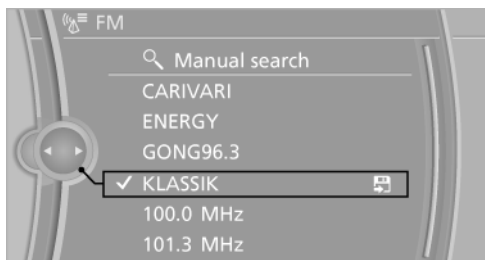 FM
Manual search
CARIVARI
ENERGY
GONG96.3
KLASSIK
100.0 MHz
101.3 MHz